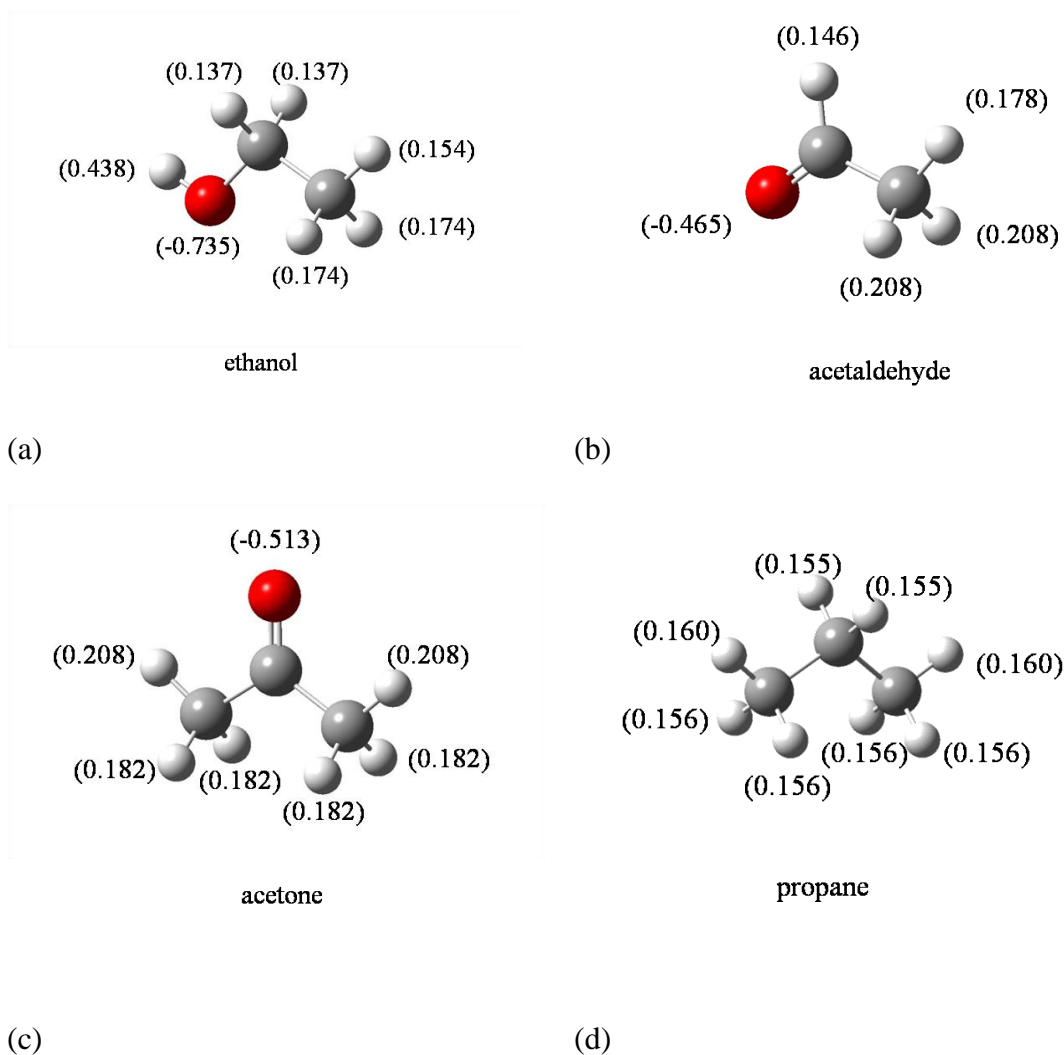 (0.137) (0.137)
(0.438)
(0.154)
(-0.735)
(0.174)
(0.174)
ethanol
(a)
(0.146)
(0.178)
(-0.465)
(0.208)
(0.208)
acetaldehyde
(b)
(-0.513)
(0.208) (0.208)
(0.182) (0.182) (0.182)
(0.182)
acetone
(c)
(0.155) (0.155)
(0.160) (0.160)
(0.156) (0.156) (0.156)
(0.156)
propane
(d)